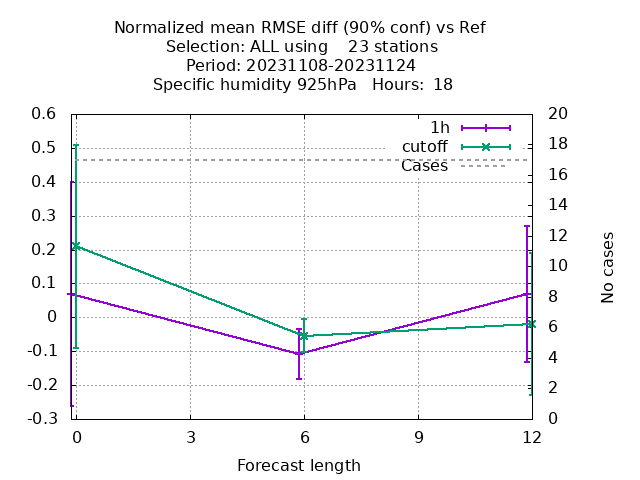 Normalized mean RMSE diff (90% conf) vs Ref
Selection: ALL using 23 stations
Period: 20231108-20231124
Specific humidity 925hPa Hours: 18
0.6
0.5
0.4
0.3
0.2
0.1
0
-0.1
-0.2
-0.3
1h
cutoff
Cases
20
18
16
14
12
10
8
6
4
2
0
No cases
0 3 6 9 12
Forecast length